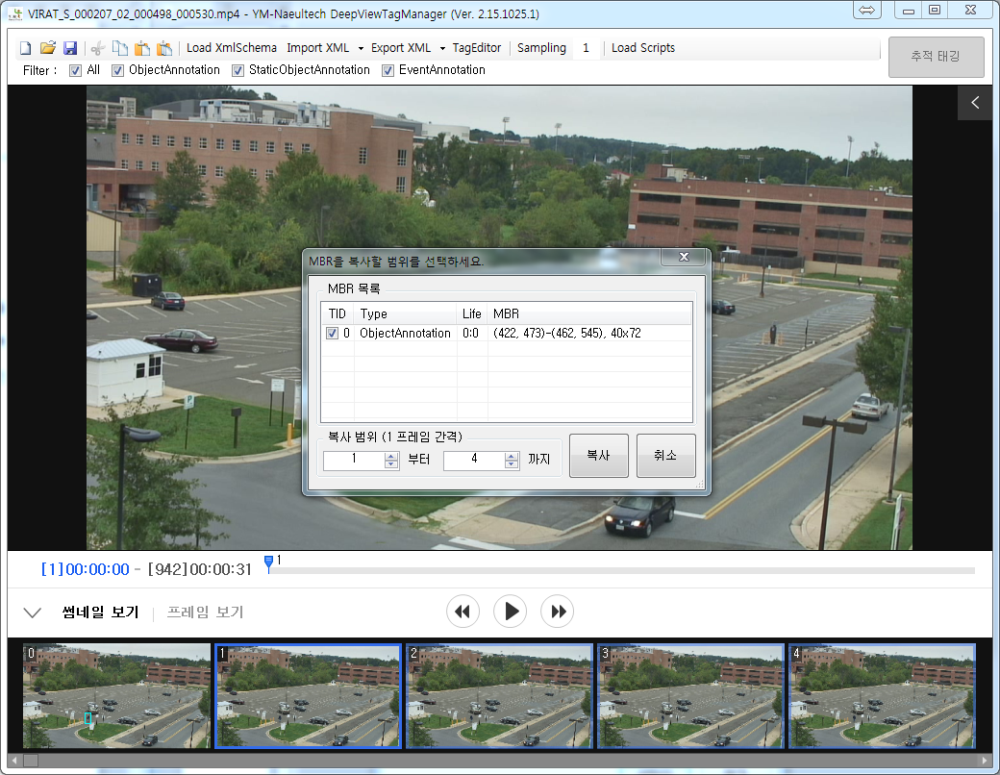 VIRAT_S_000207_02_000498_000530.mp4 - YM-Naeultech DeepViewTagManager (Ver. 2.15.1025.1)
Load XmlSchema Import XML Export XML TagEditor Sampling 1 Load Scripts
추적 태깅
Filter : All ObjectAnnotation StaticObjectAnnotation EventAnnotation
MBR을 복사할 범위를 선택하세요.
MBR 목록
TID Type Life MBR
0 ObjectAnnotation 0:0 (422, 473)-(462, 545), 40x72
복사 범위 (1 프레임 간격)
1 부터 4 까지 복사 취소
[1]00:00:00 - [942]00:00:31 1
썸네일 보기 프레임 보기
0 1 2 3 4